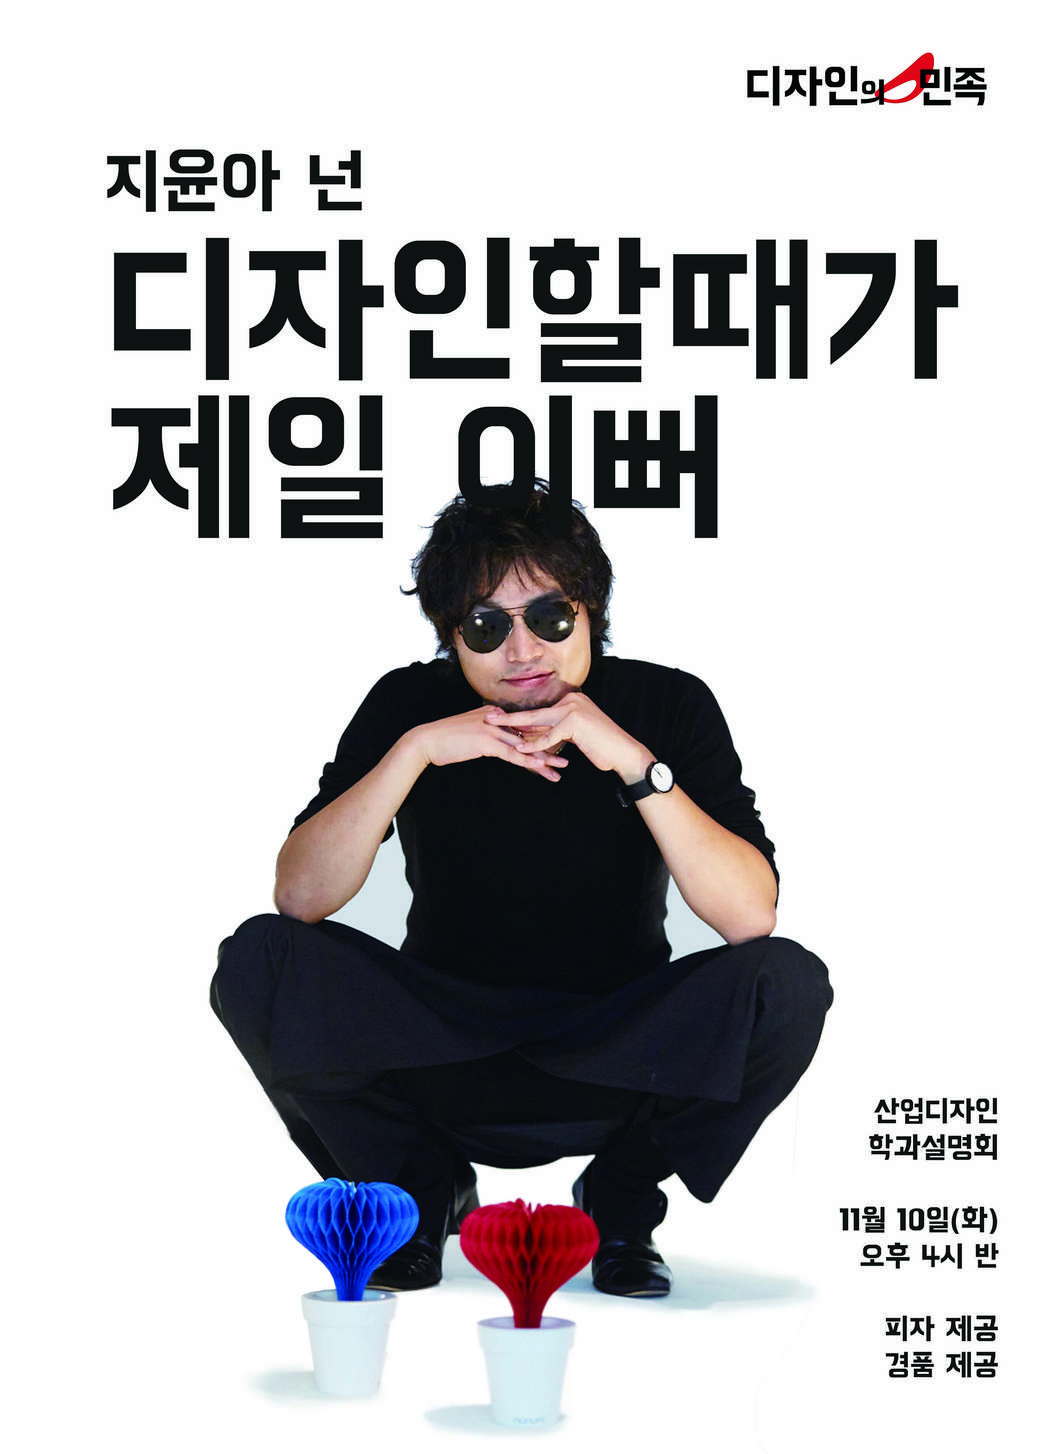 디자인의 민족
지윤아 넌
디자인할때가
제일 이뻐
산업디자인
학과설명회
11월 10일(화)
오후 4시 반
피자 제공
경품 제공